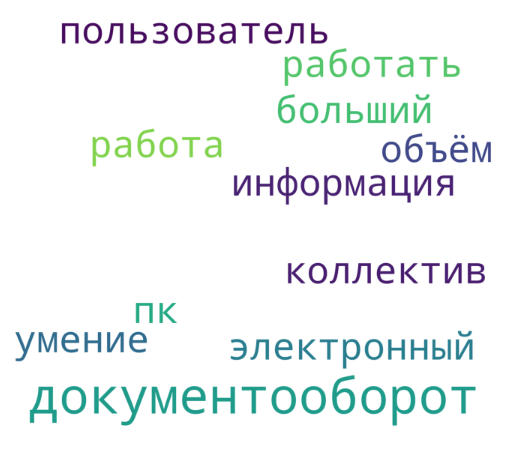 пользователь
работать
больший
работа
объём
информация
коллектив
пк
умение
электронный
документооборот